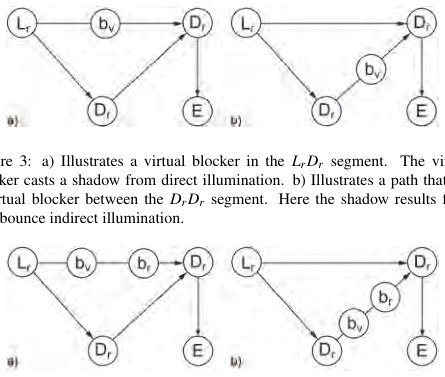 Lr bv Dr Lr Dr
bv
Dr E Dr E
a) b)
ure 3: a) Illustrates a virtual blocker in the LrDr segment. The vir
ker casts a shadow from direct illumination. b) Illustrates a path that
rtual blocker between the DrDr segment. Here the shadow results f
bounce indirect illumination.
Lr bv br Dr Lr Dr
br
bv
Dr E Dr E
a) b)